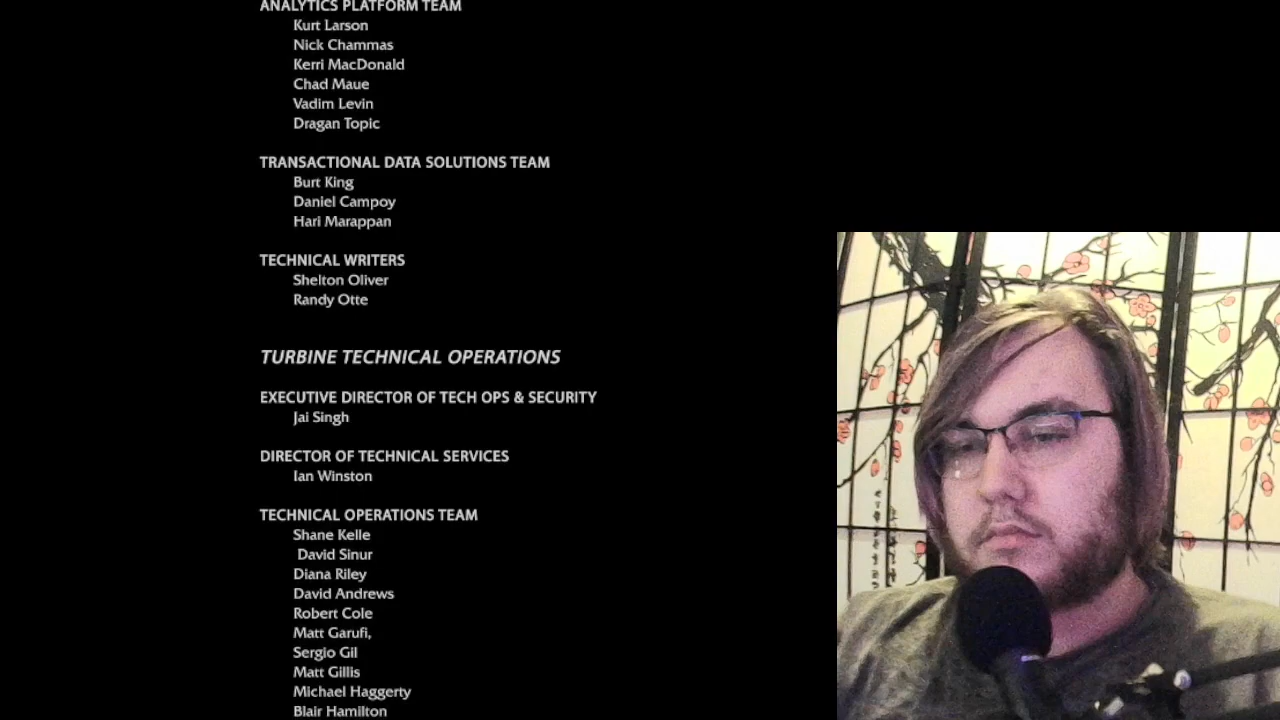 ANALYTICS PLATFORM TEAM
Kurt Larson
Nick Chammas
Kerri MacDonald
Chad Maue
Vadim Levin
Dragan Topic
TRANSACTIONAL DATA SOLUTIONS TEAM
Burt King
Daniel Campoy
Hari Marappan
TECHNICAL WRITERS
Shelton Oliver
Randy Otte
TURBINE TECHNICAL OPERATIONS
EXECUTIVE DIRECTOR OF TECH OPS & SECURITY
Jai Singh
DIRECTOR OF TECHNICAL SERVICES
Ian Winston
TECHNICAL OPERATIONS TEAM
Shane Kelle
David Sinur
Diana Riley
David Andrews
Robert Cole
Matt Garufi,
Sergio Gil
Matt Gillis
Michael Haggerty
Blair Hamilton